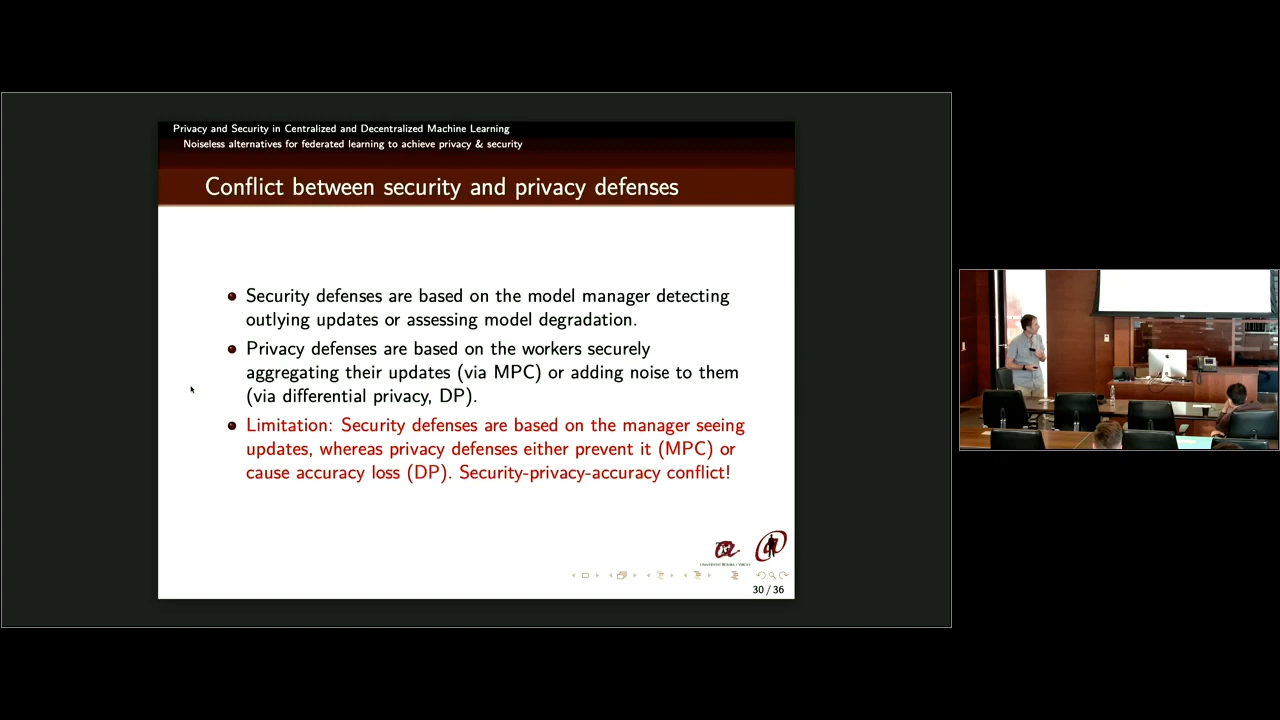 Privacy and Security in Centralized and Decentralized Machine Learning
Noiseless alternatives for federated learning to achieve privacy & security
Conflict between security and privacy defenses
Security defenses are based on the model manager detecting
outlying updates or assessing model degradation.
Privacy defenses are based on the workers securely
aggregating their updates (via MPC) or adding noise to them
(via differential privacy, DP).
Limitation: Security defenses are based on the manager seeing
updates, whereas privacy defenses either prevent it (MPC) or
cause accuracy loss (DP). Security-privacy-accuracy conflict!
UNIVERSITAT ROVIRA i VIRGILI
30 / 36